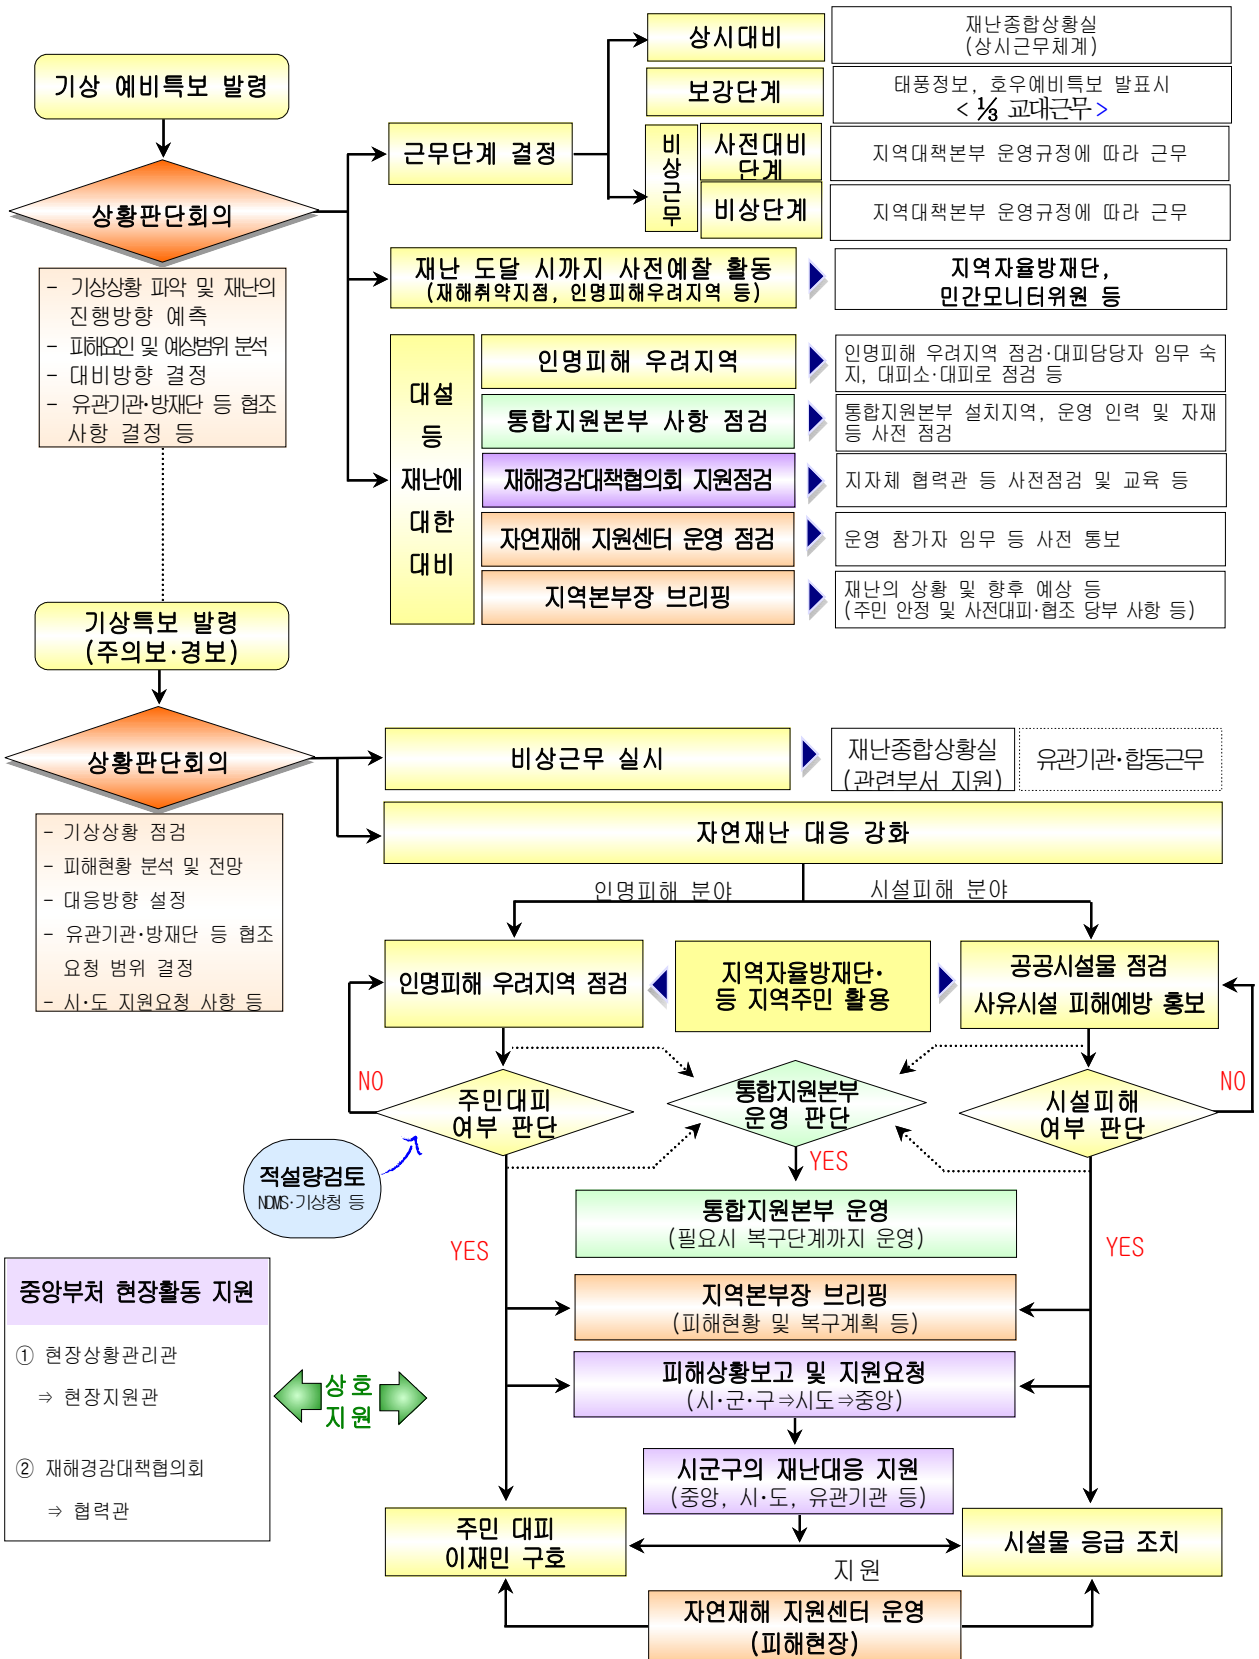 기상 예비특보 발령
상황판단회의
- 기상상황 파악 및 재난의
진행방향 예측
- 피해요인 및 예상범위 분석
- 대비방향 결정
- 유관기관·방재단 등 협조
사항 결정 등
근무단계 결정
상시대비
재난종합상황실
(상시근무체계)
보강단계
태풍정보, 호우예비특보 발표시
< ⅓ 교대근무 >
비상근무
사전대비
단계
지역대책본부 운영규정에 따라 근무
비상단계
지역대책본부 운영규정에 따라 근무
재난 도달 시까지 사전예찰 활동
(재해취약지점, 인명피해우려지역 등)
지역자율방재단,
민간모니터위원 등
대설
등
재난에
대한
대비
인명피해 우려지역
인명피해 우려지역 점검·대피담당자 임무 숙
지, 대피소·대피로 점검 등
통합지원본부 사항 점검
통합지원본부 설치지역, 운영 인력 및 자재
등 사전 점검
재해경감대책협의회 지원점검
지자체 협력관 등 사전점검 및 교육 등
자연재해 지원센터 운영 점검
운영 참가자 임무 등 사전 통보
지역본부장 브리핑
재난의 상황 및 향후 예상 등
(주민 안정 및 사전대피·협조 당부 사항 등)
기상특보 발령
(주의보·경보)
상황판단회의
- 기상상황 점검
- 피해현황 분석 및 전망
- 대응방향 설정
- 유관기관·방재단 등 협조
요청 범위 결정
- 시·도 지원요청 사항 등
비상근무 실시
재난종합상황실
(관련부서 지원)
유관기관·합동근무
자연재난 대응 강화
인명피해 분야
시설피해 분야
인명피해 우려지역 점검
지역자율방재단·
등 지역주민 활용
공공시설물 점검
사유시설 피해예방 홍보
NO
주민대피
여부 판단
통합지원본부
운영 판단
시설피해
여부 판단
NO
적설량검토
NDMS·기상청 등
YES
통합지원본부 운영
(필요시 복구단계까지 운영)
YES
YES
지역본부장 브리핑
(피해현황 및 복구계획 등)
중앙부처 현장활동 지원
① 현장상황관리관
⇒ 현장지원관
② 재해경감대책협의회
⇒ 협력관
상호
지원
피해상황보고 및 지원요청
(시·군·구⇒시도⇒중앙)
시군구의 재난대응 지원
(중앙, 시·도, 유관기관 등)
주민 대피
이재민 구호
지원
시설물 응급 조치
자연재해 지원센터 운영
(피해현장)